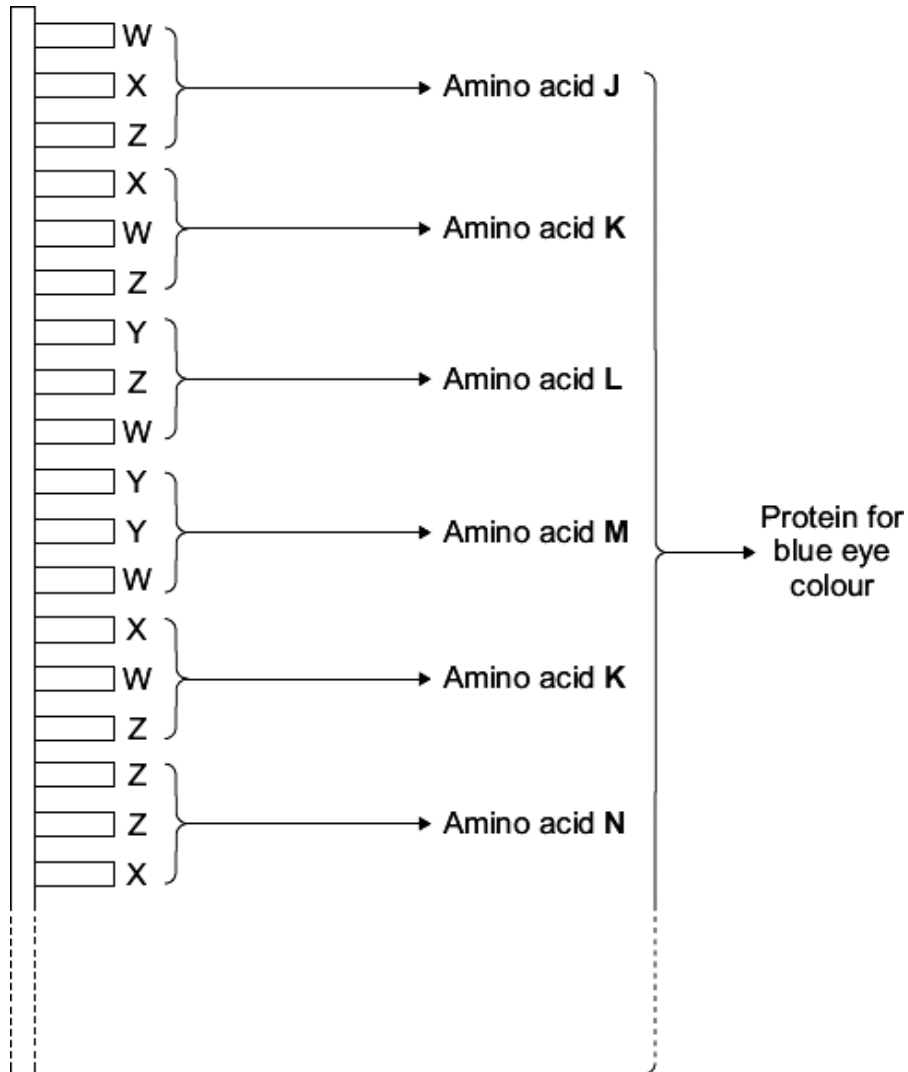 W
X Amino acid J
Z
X
W Amino acid K
Z
Y
Z Amino acid L
W
Y
Y Amino acid M
W
Protein for
blue eye
colour
X
W Amino acid K
Z
Z
Z Amino acid N
X